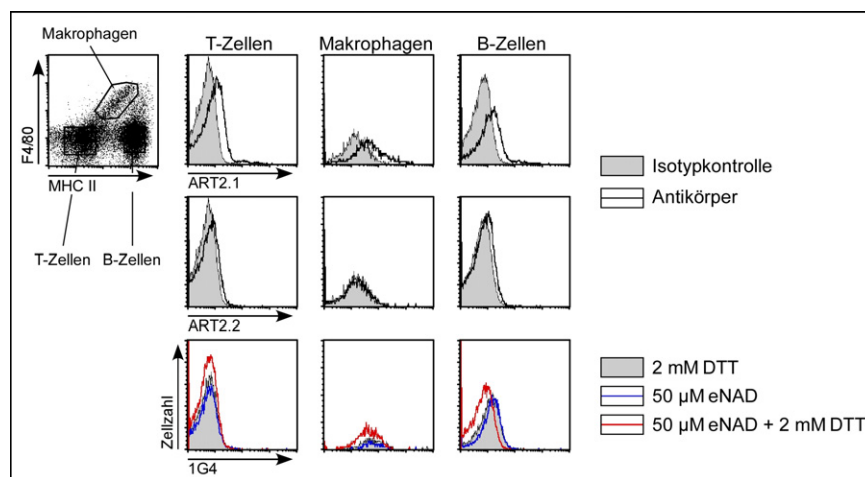 Makrophagen
T-Zellen
Makrophagen
B-Zellen
F4/80
MHC II
T-Zellen
B-Zellen
ART2.1
Isotypkontrolle
Antikörper
ART2.2
Zellzahl
1G4
2 mM DTT
50 µM eNAD
50 µM eNAD + 2 mM DTT